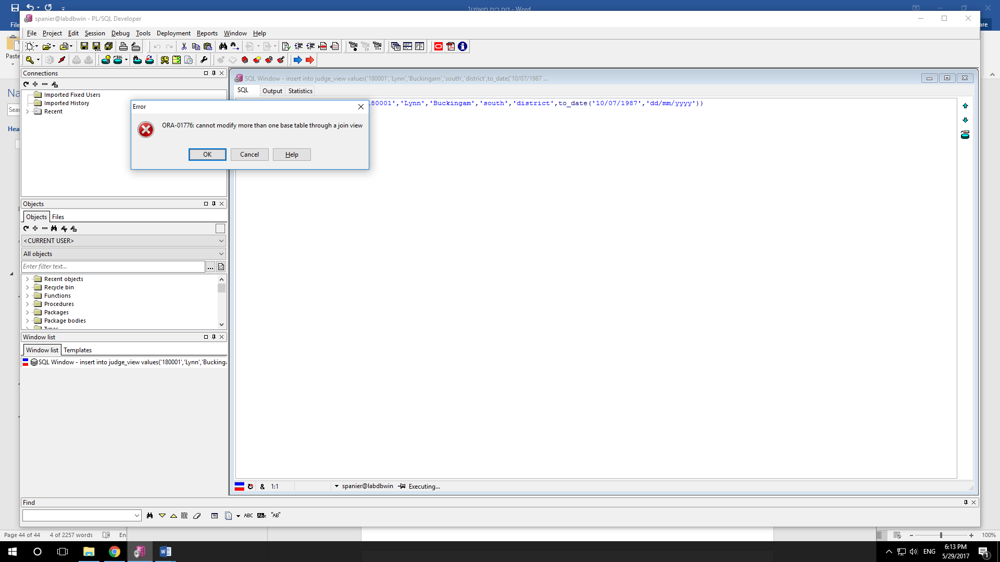 דוח בית משפט1 - Word
File
are
spanier@labdbwin - PL/SQL Developer
File Project Edit Session Debug Tools Deployment Reports Window Help
Paste
Connections
Imported Fixed Users
Imported History
Recent
Na
Sear
Hea
SQL Window - insert into judge_view values('180001','Lynn','Buckingam','south','district',to_date('10/07/1987 ...
SQL Output Statistics
180001','Lynn','Buckingam','south','district',to_date('10/07/1987','dd/mm/yyyy'))
Error
ORA-01776: cannot modify more than one base table through a join view
OK Cancel Help
Objects
Objects Files
<CURRENT USER>
All objects
Enter filter text...
Recent objects
Recycle bin
Functions
Procedures
Packages
Package bodies
Types
Window list
Window list Templates
SQL Window - insert into judge_view values('180001','Lynn','Bucking
& 1:1 spanier@labdbwin Executing...
Find
ABC "AB"
Page 44 of 44 4 of 2257 words En
100%
ENG
6:13 PM
5/29/2017
1